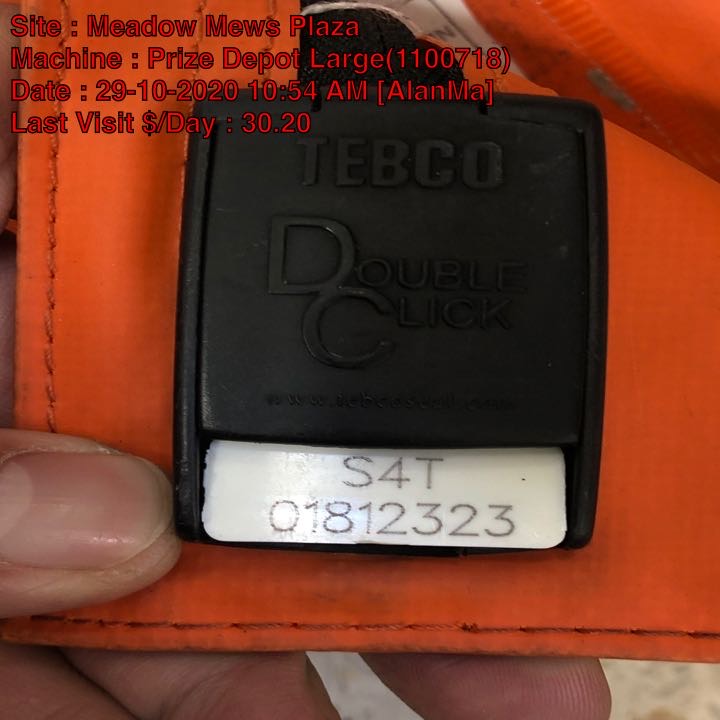 Site : Meadow Mews Plaza
Machine : Prize Depot Large(1100718)
Date : 29-10-2020 10:54 AM [AlanMa]
Last Visit $/Day : 30.20
TEBCO
DOUBLE
CLICK
S4T
01812323